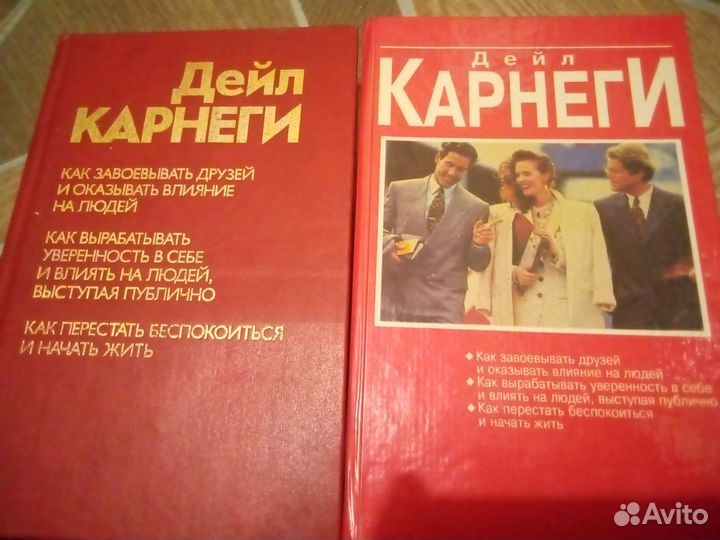 Дейл
КАРНЕГИ
КАК ЗАВОЕВЫВАТЬ ДРУЗЕЙ
И ОКАЗЫВАТЬ ВЛИЯНИЕ
НА ЛЮДЕЙ
КАК ВЫРАБАТЫВАТЬ
УВЕРЕННОСТЬ В СЕБЕ
И ВЛИЯТЬ НА ЛЮДЕЙ,
ВЫСТУПАЯ ПУБЛИЧНО
КАК ПЕРЕСТАТЬ БЕСПОКОИТЬСЯ
И НАЧАТЬ ЖИТЬ
Дейл
КАРНЕГИ
Как завоевывать друзей
и оказывать влияние на людей
Как вырабатывать уверенность в себе
и влиять на людей, выступая публично
Как перестать беспокоиться
и начать жить
Avito